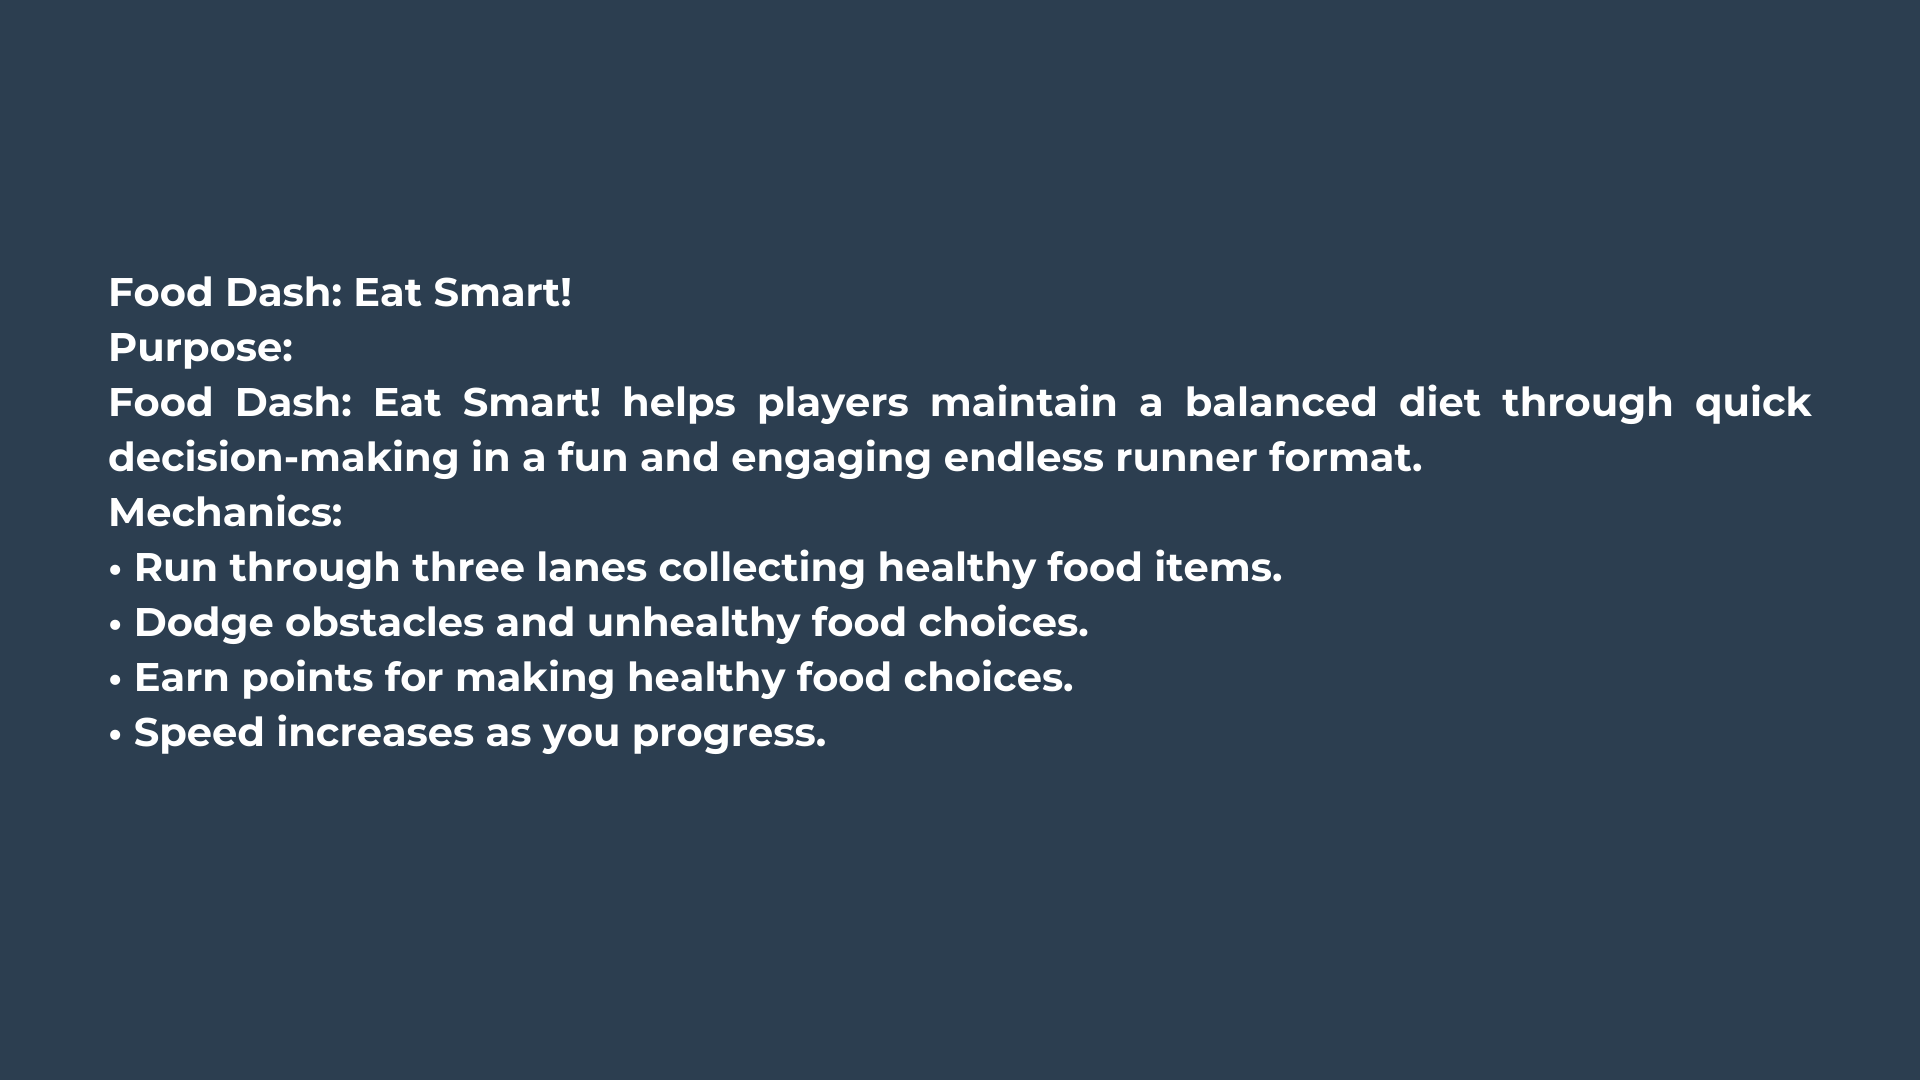 Food Dash: Eat Smart!
Purpose:
Food Dash: Eat Smart! helps players maintain a balanced diet through quick
decision-making in a fun and engaging endless runner format.
Mechanics:
• Run through three lanes collecting healthy food items.
• Dodge obstacles and unhealthy food choices.
• Earn points for making healthy food choices.
• Speed increases as you progress.